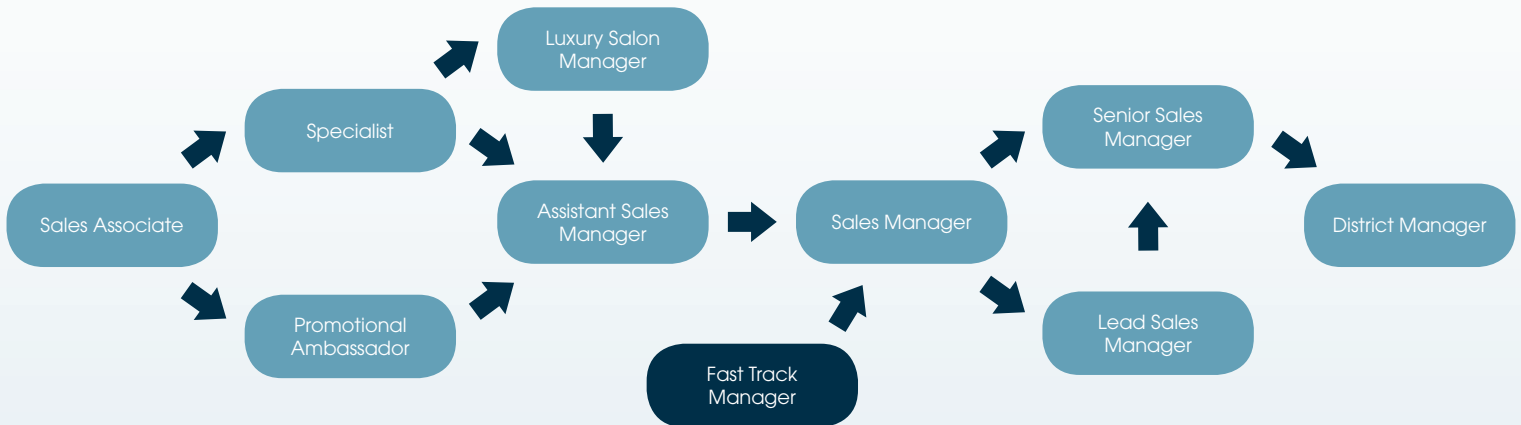 Luxury Salon
Manager
Specialist
Senior Sales
Manager
Sales Associate
Assistant Sales
Manager
Sales Manager
District Manager
Promotional
Ambassador
Lead Sales
Manager
Fast Track
Manager